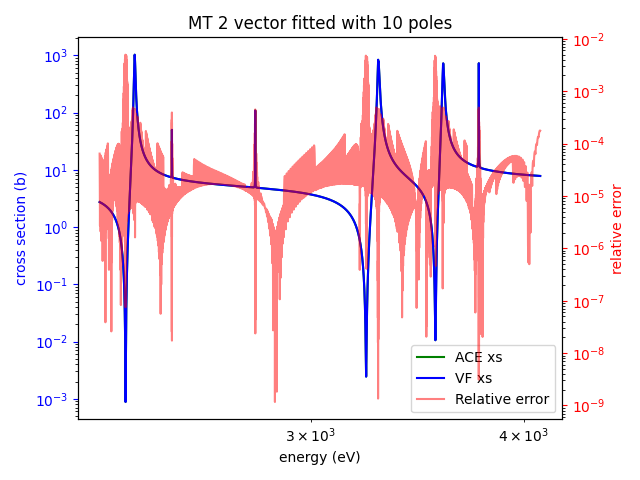 MT 2 vector fitted with 10 poles
cross section (b)
10³
10²
10¹
10⁰
10⁻¹
10⁻²
10⁻³
10⁻²
10⁻³
10⁻⁴
10⁻⁵
10⁻⁶
10⁻⁷
10⁻⁸
10⁻⁹
relative error
ACE xs
VF xs
Relative error
3 × 10³
4 × 10³
energy (eV)